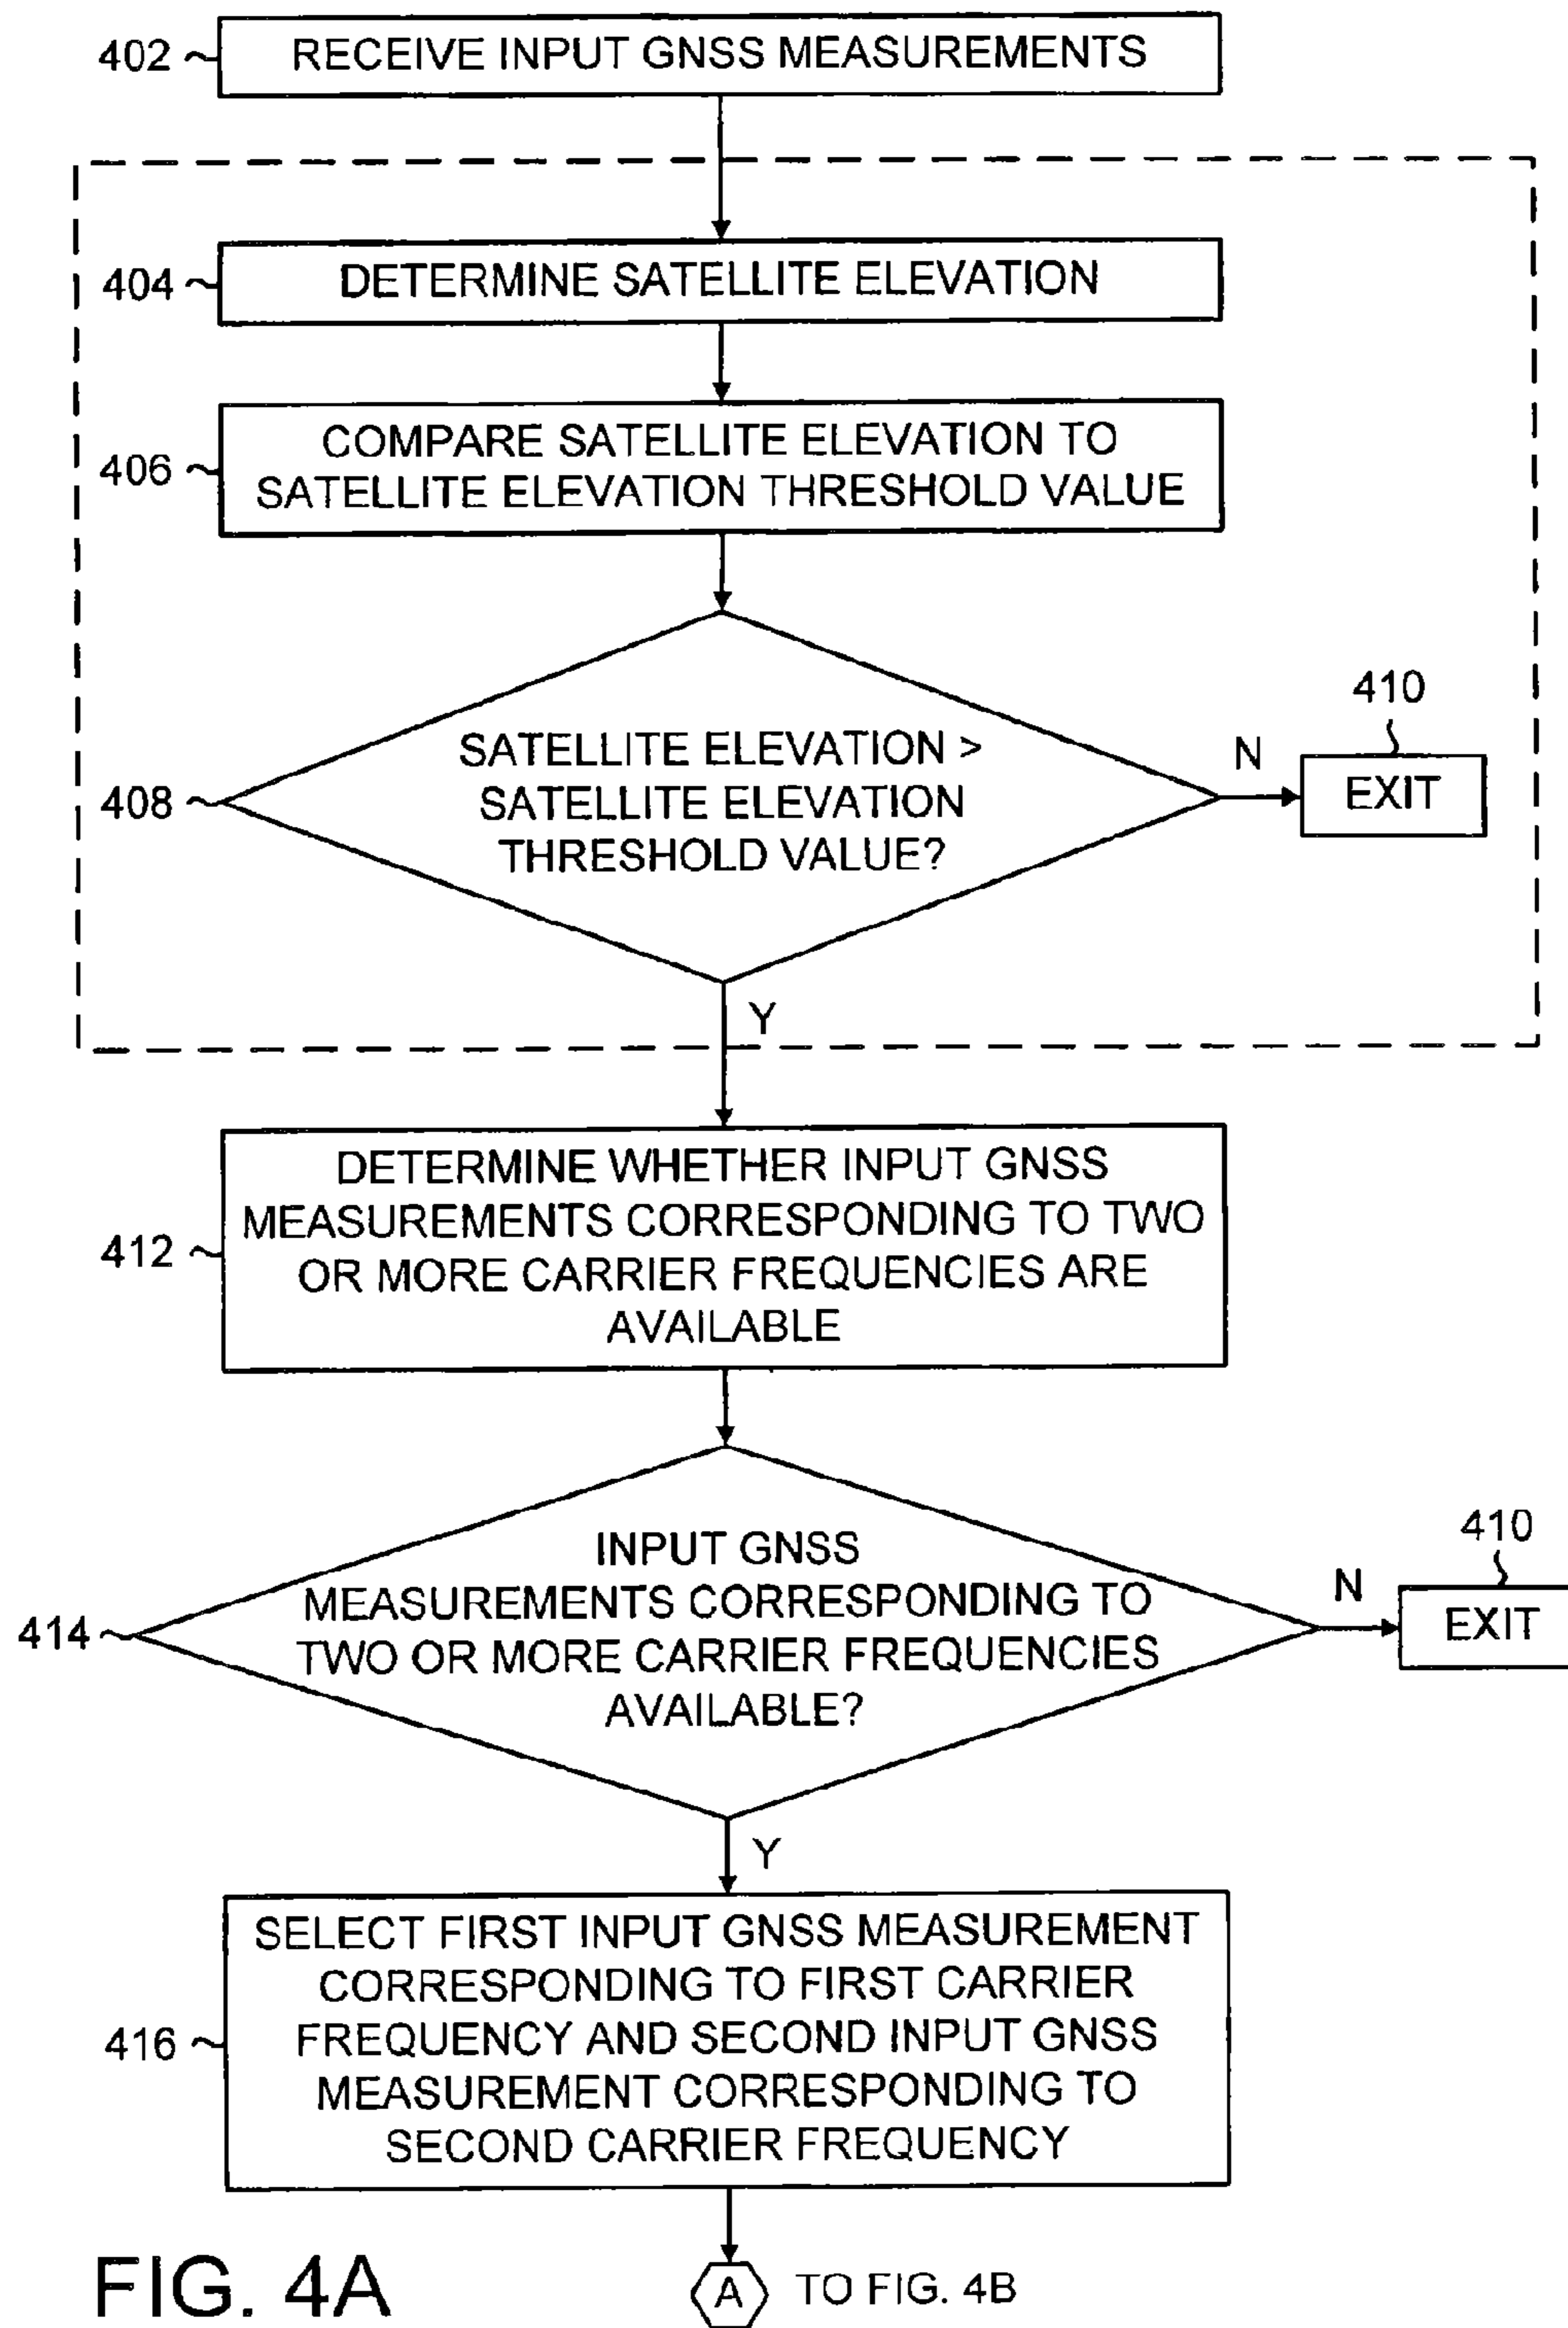 402
RECEIVE INPUT GNSS MEASUREMENTS
404
DETERMINE SATELLITE ELEVATION
406
COMPARE SATELLITE ELEVATION TO
SATELLITE ELEVATION THRESHOLD VALUE
408
SATELLITE ELEVATION >
SATELLITE ELEVATION
THRESHOLD VALUE?
N
410
EXIT
Y
412
DETERMINE WHETHER INPUT GNSS
MEASUREMENTS CORRESPONDING TO TWO
OR MORE CARRIER FREQUENCIES ARE
AVAILABLE
414
INPUT GNSS
MEASUREMENTS CORRESPONDING TO
TWO OR MORE CARRIER FREQUENCIES
AVAILABLE?
N
410
EXIT
Y
416
SELECT FIRST INPUT GNSS MEASUREMENT
CORRESPONDING TO FIRST CARRIER
FREQUENCY AND SECOND INPUT GNSS
MEASUREMENT CORRESPONDING TO
SECOND CARRIER FREQUENCY
A
TO FIG. 4B
FIG. 4A